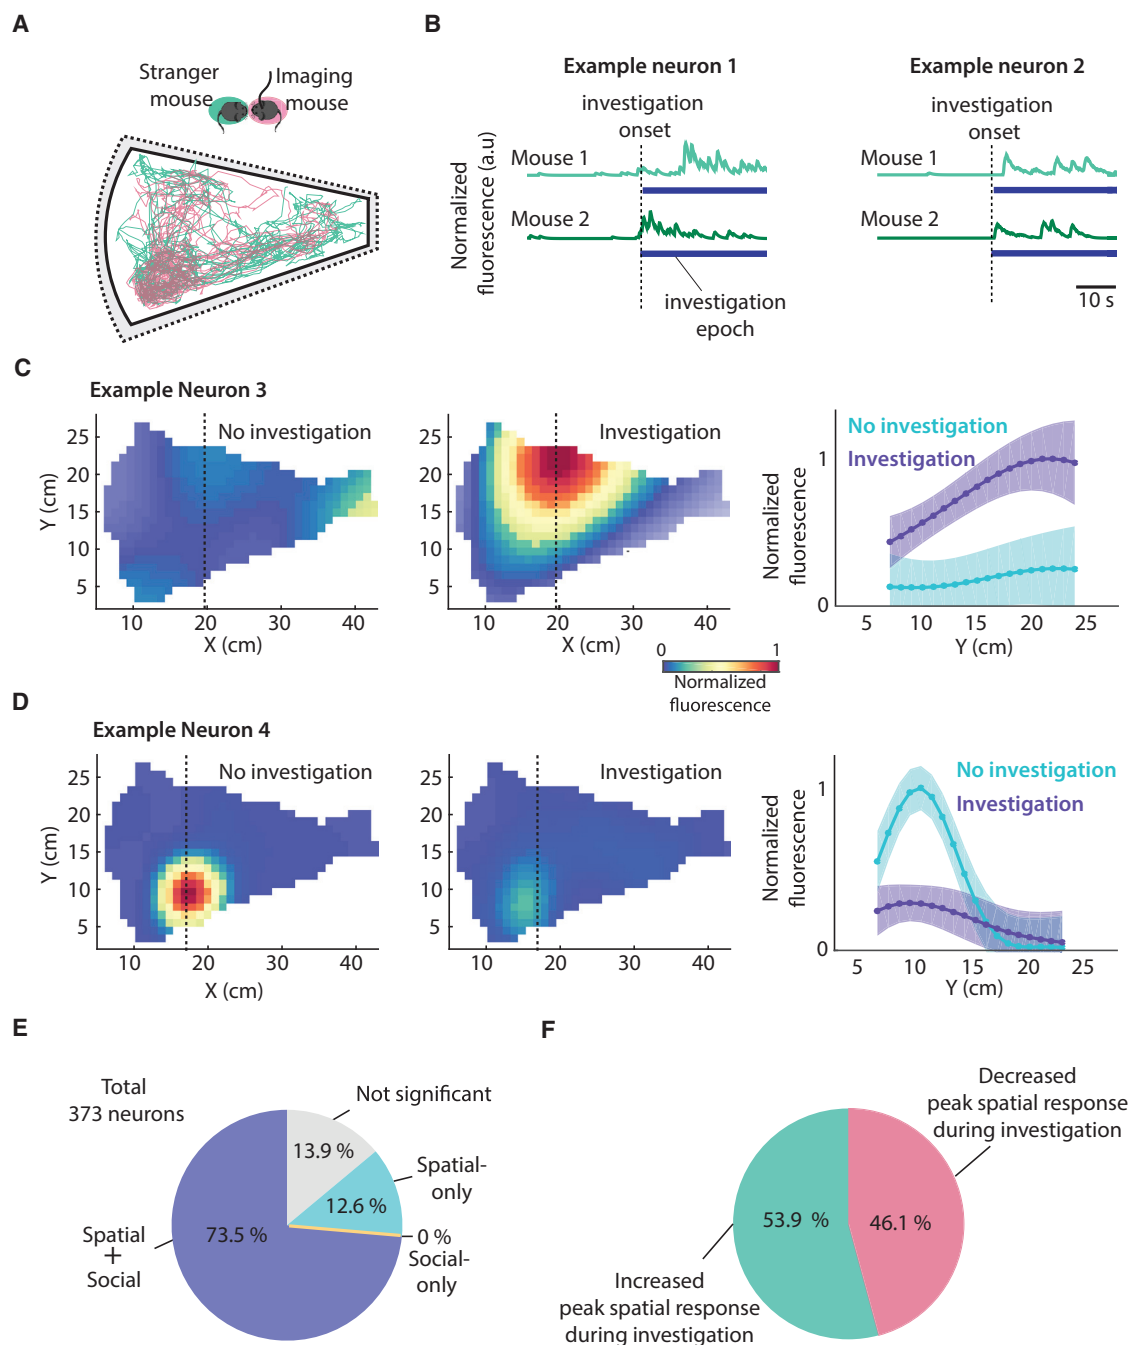 A
Stranger
mouse
Imaging
mouse
B
Example neuron 1
Example neuron 2
investigation
onset
investigation
onset
Normalized
fluorescence (a.u)
Mouse 1
Mouse 2
Mouse 1
Mouse 2
investigation
epoch
10 s
C
Example Neuron 3
No investigation
Investigation
No investigation
Investigation
Y (cm)
25
20
15
10
5
10
20
30
40
X (cm)
25
20
15
10
5
10
20
30
40
X (cm)
Normalized
fluorescence
1
0
5
10
15
20
25
Y (cm)
0
1
Normalized
fluorescence
D
Example Neuron 4
No investigation
Investigation
No investigation
Investigation
Y (cm)
25
20
15
10
5
10
20
30
40
X (cm)
25
20
15
10
5
10
20
30
40
X (cm)
Normalized
fluorescence
1
0
5
10
15
20
25
Y (cm)
E
Total
373 neurons
Not significant
13.9 %
Spatial-
only
12.6 %
0 %
Social-
only
73.5 %
Spatial
+
Social
F
Decreased
peak spatial response
during investigation
53.9 %
46.1 %
Increased
peak spatial response
during investigation